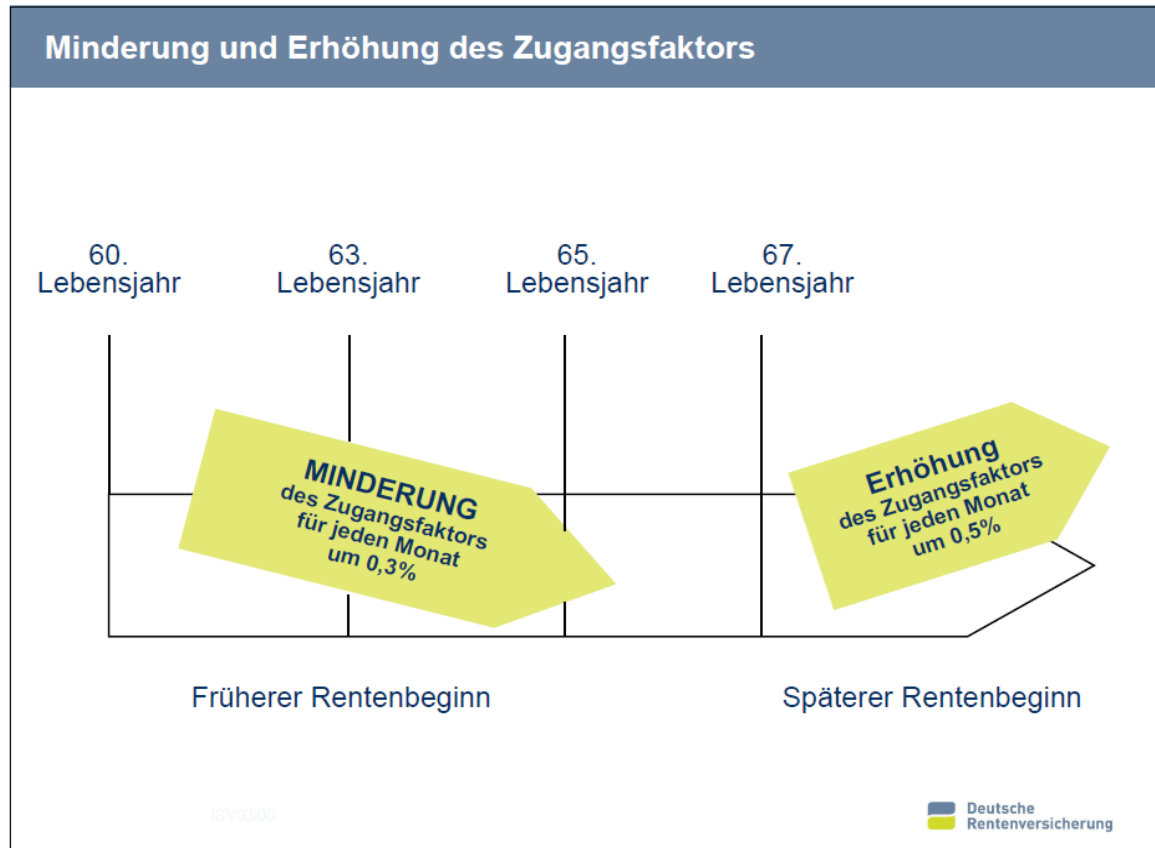 Minderung und Erhöhung des Zugangsfaktors
60.
Lebensjahr
63.
Lebensjahr
65.
Lebensjahr
67.
Lebensjahr
MINDERUNG
des Zugangsfaktors
für jeden Monat
um 0,3%
Erhöhung
des Zugangsfaktors
für jeden Monat
um 0,5%
Früherer Rentenbeginn
Späterer Rentenbeginn
Deutsche
Rentenversicherung